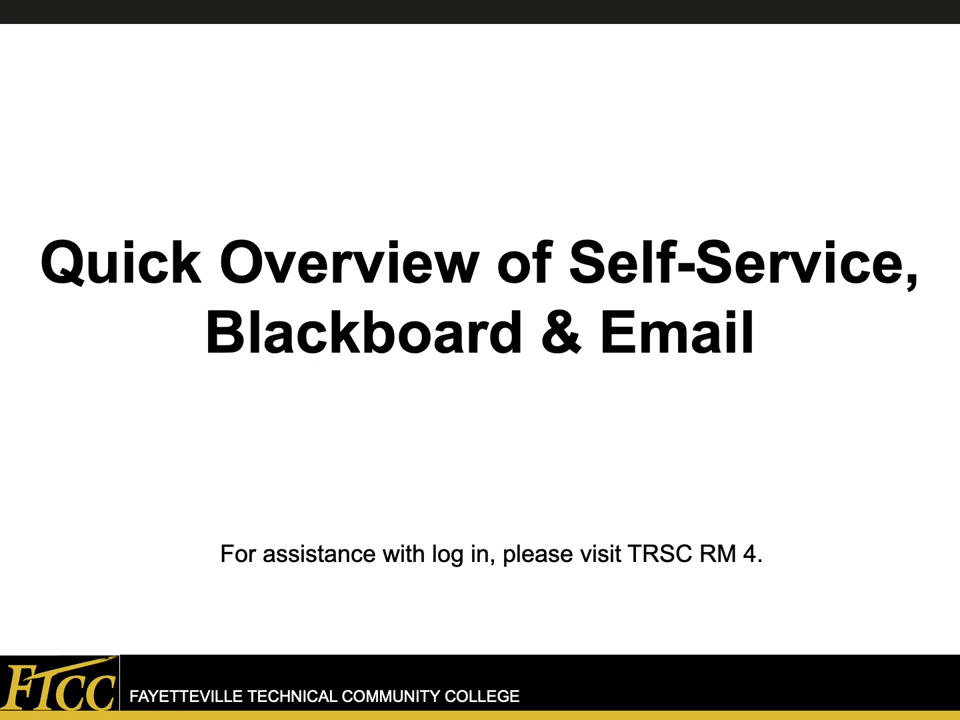 Quick Overview of Self-Service,
Blackboard & Email
For assistance with log in, please visit TRSC RM 4.
FTCC
FAYETTEVILLE TECHNICAL COMMUNITY COLLEGE